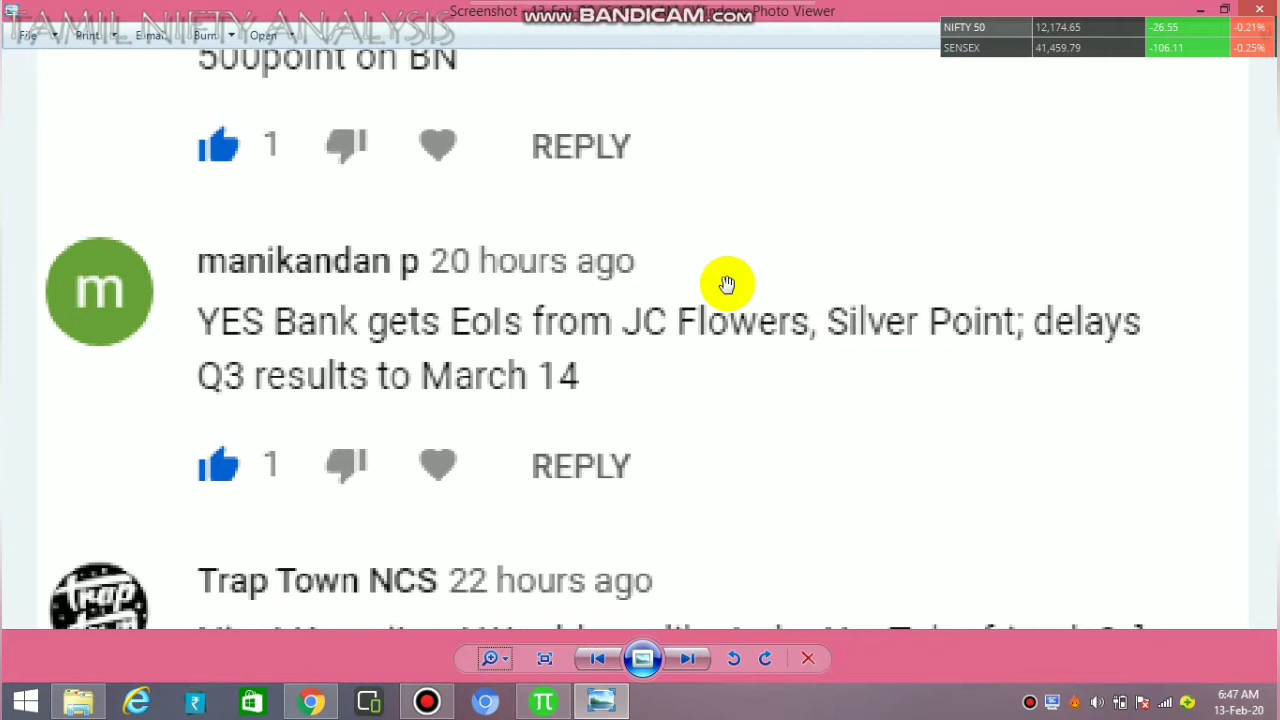 Screenshot - 13-Feb
www.BANDICAM.com
Windows Photo Viewer
TAMIL NIFTY ANALYSIS
File Print E-mail Burn Open
NIFTY 50 12,174.65 -26.55 -0.21%
SENSEX 41,459.79 -106.11 -0.25%
500point on BN
1 REPLY
m
manikandan p 20 hours ago
YES Bank gets EoIs from JC Flowers, Silver Point; delays
Q3 results to March 14
1 REPLY
Trap Town NCS 22 hours ago
trap
6:47 AM
13-Feb-20